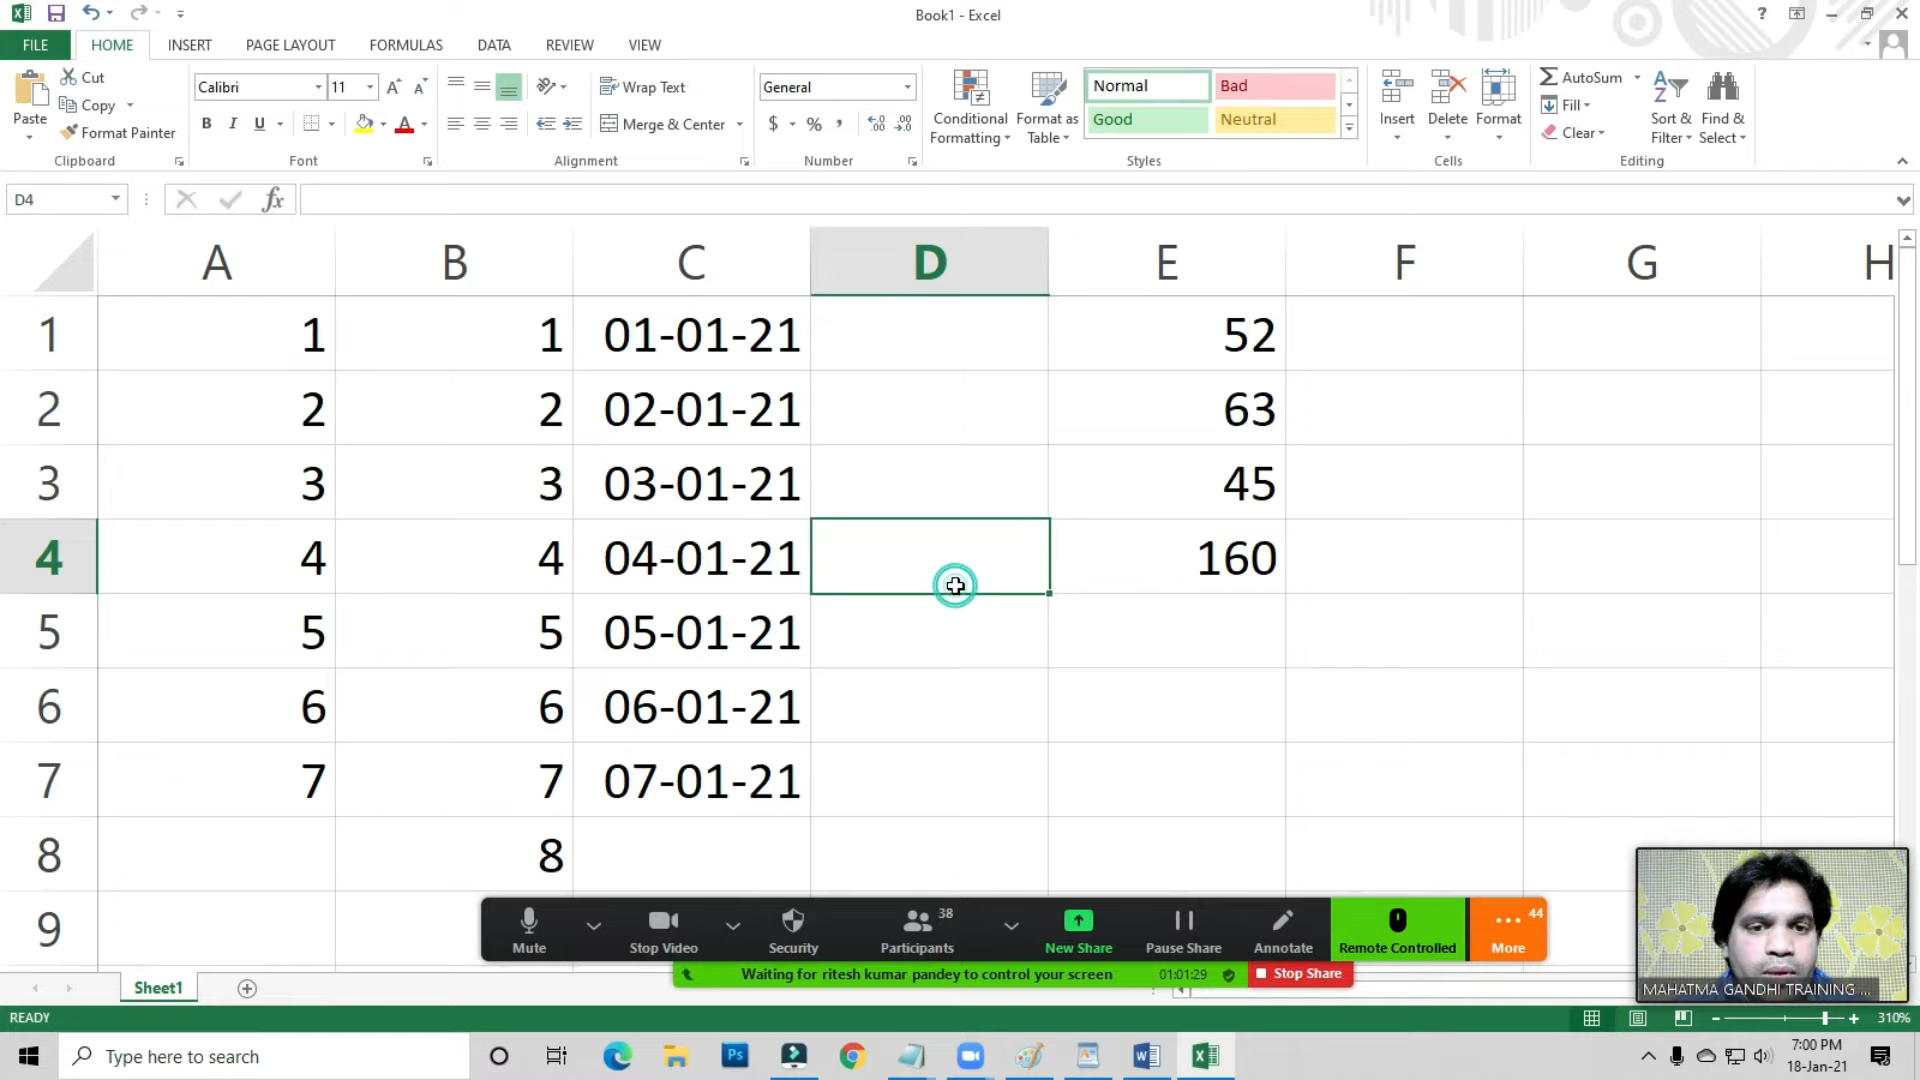 Book1 - Excel
?
FILE HOME INSERT PAGE LAYOUT FORMULAS DATA REVIEW VIEW
Paste
Cut
Copy
Format Painter
Clipboard
Calibri 11
B I U
Font
Wrap Text
Merge & Center
Alignment
General
$ % ,
Number
Conditional Formatting
Format as Table
Normal Bad
Good Neutral
Styles
Insert Delete Format
Cells
AutoSum
Fill
Clear
Sort & Filter
Find & Select
Editing
D4
fx
A B C D E F G H
1 1 1 01-01-21 52
2 2 2 02-01-21 63
3 3 3 03-01-21 45
4 4 4 04-01-21 160
5 5 5 05-01-21
6 6 6 06-01-21
7 7 7 07-01-21
8 8
9
Mute Stop Video Security Participants 38 New Share Pause Share Annotate Remote Controlled More 44
Waiting for ritesh kumar pandey to control your screen 01:01:29 Stop Share
MAHATMA GANDHI TRAINING ...
Sheet1
READY
310%
Type here to search
Ps
7:00 PM
18-Jan-21